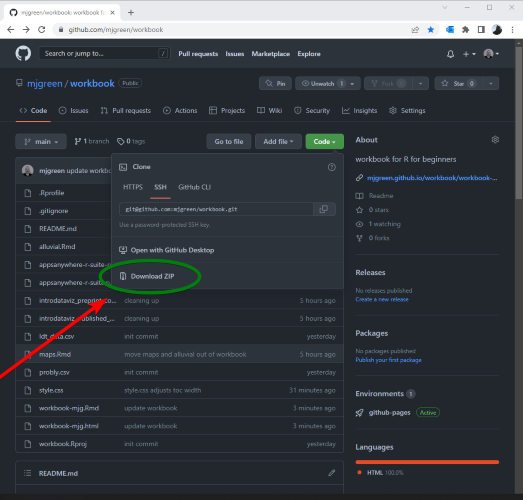 mjgreen/workbook: workbook f
github.com/mjgreen/workbook
Search or jump to...
/
Pull requests
Issues
Marketplace
Explore
mjgreen / workbook
Public
Pin
Unwatch
1
Fork
Star
0
Code
Issues
Pull requests
Actions
Projects
Wiki
Security
Insights
Settings
main
1 branch
0 tags
Go to file
Add file
Code
About
workbook for R for beginners
mjgreen.github.io/workbook/workbook-...
Readme
0 stars
1 watching
0 forks
Releases
No releases published
Create a new release
Packages
No packages published
Publish your first package
Environments 1
github-pages
Active
Languages
HTML 100.0%
mjgreen update workbo
Clone
HTTPS
SSH
GitHub CLI
git@github.com:mjgreen/workbook.git
Use a password-protected SSH key.
Open with GitHub Desktop
Download ZIP
.Rprofile
.gitignore
README.md
alluvial.Rmd
appsanywhere-r-suite-
appsanywhere-r-suite-
introdataviz_preprint
cleaning up
5 hours ago
introdataviz_published_...
cleaning up
5 hours ago
ldt_data.csv
init commit
yesterday
maps.Rmd
move maps and alluvial out of workbook
5 hours ago
probly.csv
init commit
yesterday
style.css
style.css adjusts toc width
31 minutes ago
workbook-mjg.Rmd
update workbook
3 minutes ago
workbook-mjg.html
update workbook
3 minutes ago
workbook.Rproj
init commit
yesterday
README.md